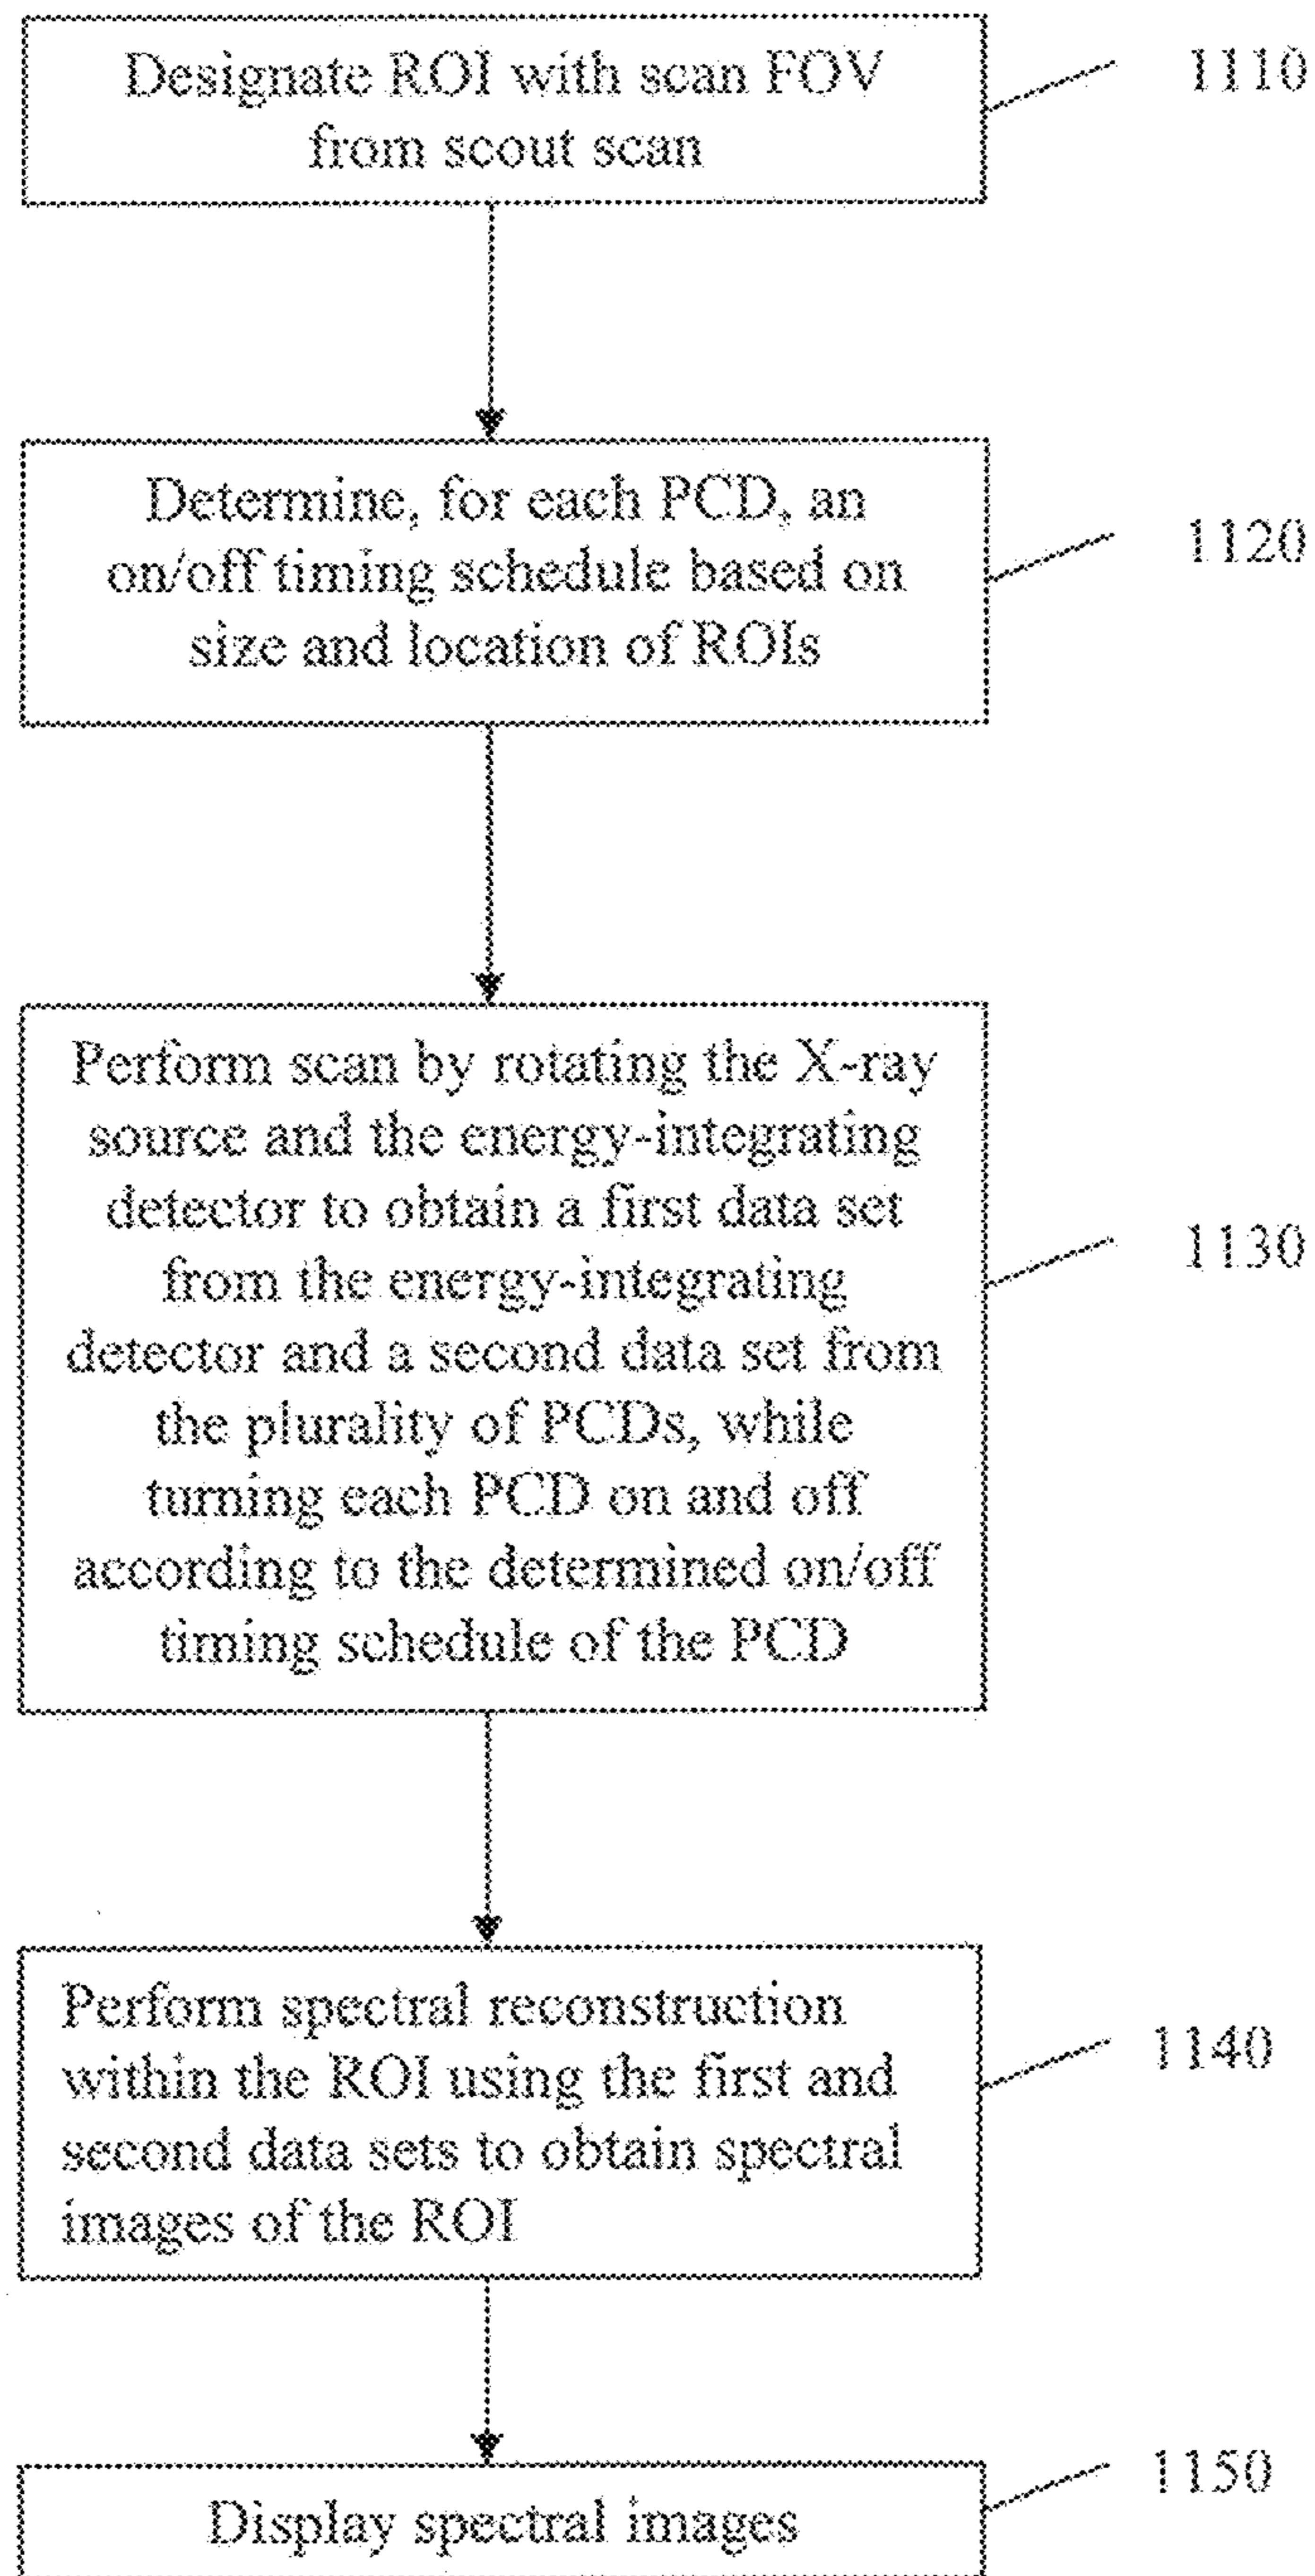 Designate ROI with scan FOV
from scout scan
1110
Determine, for each PCD, an
on/off timing schedule based on
size and location of ROIs
1120
Perform scan by rotating the X-ray
source and the energy-integrating
detector to obtain a first data set
from the energy-integrating
detector and a second data set from
the plurality of PCDs, while
turning each PCD on and off
according to the determined on/off
timing schedule of the PCD
1130
Perform spectral reconstruction
within the ROI using the first and
second data sets to obtain spectral
images of the ROI
1140
Display spectral images
1150